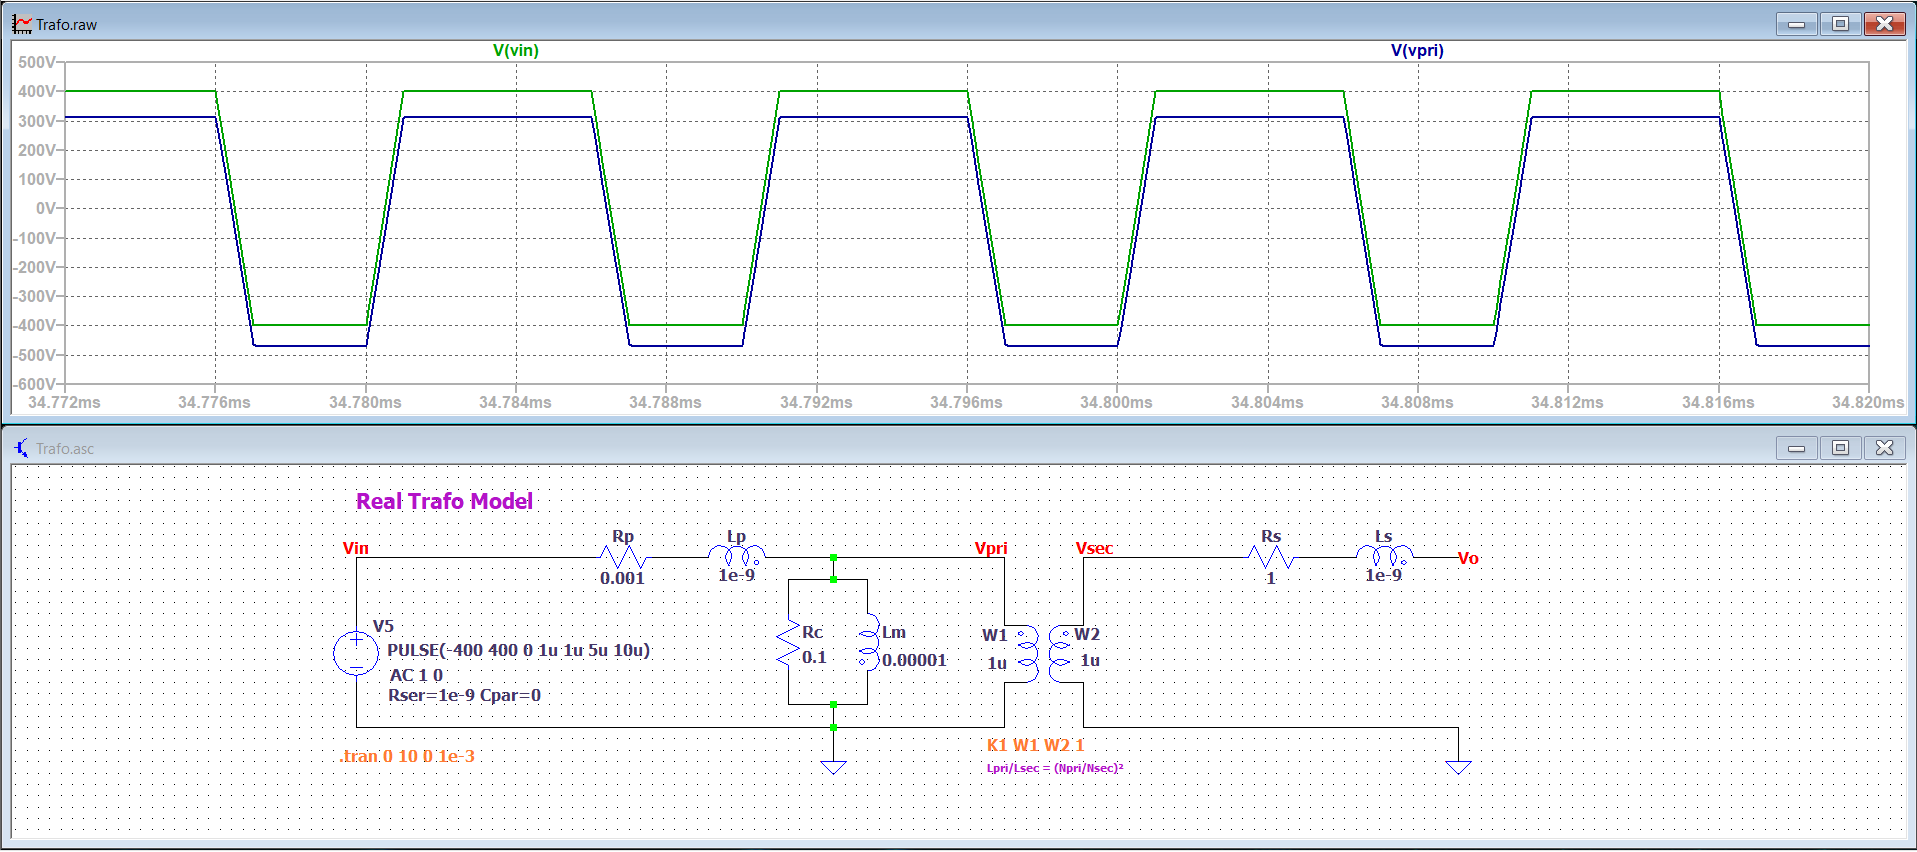 Trafo.raw
V(vin)
V(vpri)
500V
400V
300V
200V
100V
0V
-100V
-200V
-300V
-400V
-500V
-600V
34.772ms 34.776ms 34.780ms 34.784ms 34.788ms 34.792ms 34.796ms 34.800ms 34.804ms 34.808ms 34.812ms 34.816ms 34.820ms
Trafo.asc
Real Trafo Model
Vin
Rp
0.001
Lp
1e-9
Vpri
Vsec
Rs
1
Ls
1e-9
Vo
V5
PULSE(-400 400 0 1u 1u 5u 10u)
AC 1 0
Rser=1e-9 Cpar=0
Rc
0.1
Lm
0.00001
W1
1u
W2
1u
.tran 0 10 0 1e-3
K1 W1 W2 1
Lpri/Lsec = (Npri/Nsec)²